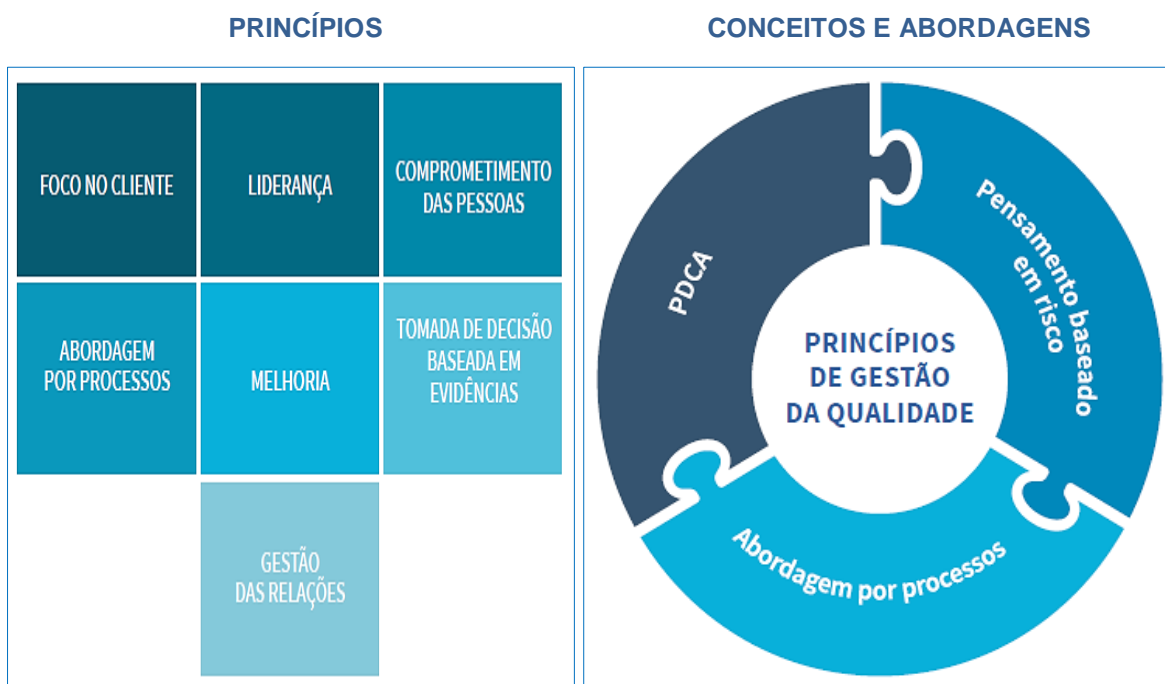 PRINCÍPIOS
CONCEITOS E ABORDAGENS
FOCO NO CLIENTE
LIDERANÇA
COMPROMETIMENTO
DAS PESSOAS
ABORDAGEM
POR PROCESSOS
MELHORIA
TOMADA DE DECISÃO
BASEADA EM
EVIDÊNCIAS
GESTÃO
DAS RELAÇÕES
PDCA
Pensamento baseado
em risco
PRINCÍPIOS
DE GESTÃO
DA QUALIDADE
Abordagem por processos